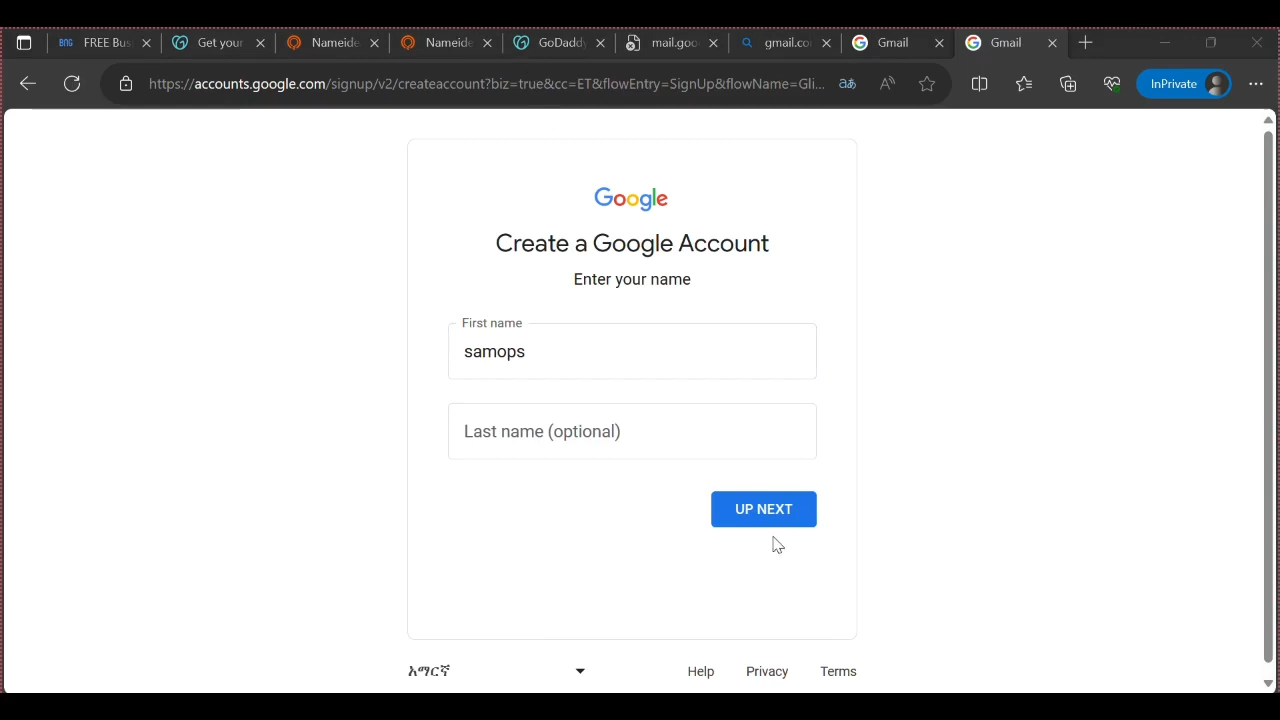 BNG FREE Bus
Get your
Nameide
Nameide
GoDaddy
mail.goo
gmail.co
Gmail
Gmail
https://accounts.google.com/signup/v2/createaccount?biz=true&cc=ET&flowEntry=SignUp&flowName=Gli...
InPrivate
Google
Create a Google Account
Enter your name
First name
samops
Last name (optional)
UP NEXT
አማርኛ
Help
Privacy
Terms